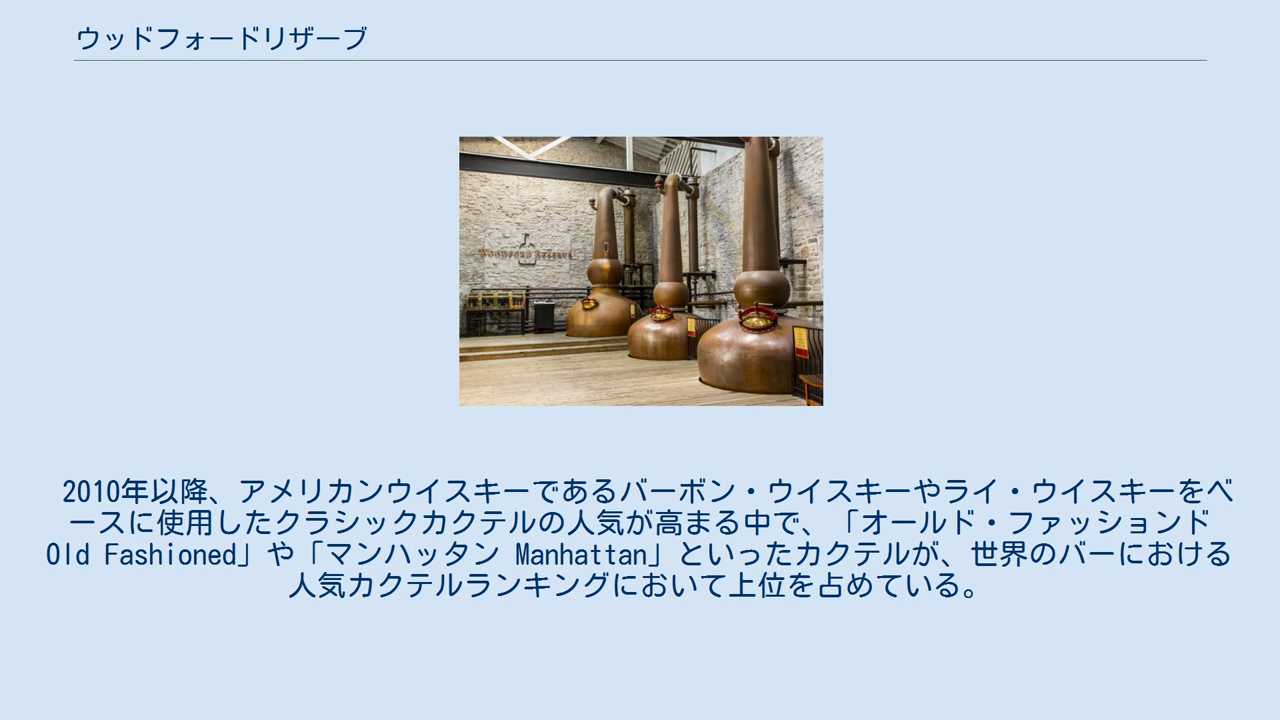 ウッドフォードリザーブ
WOODFORD RESERVE
2010年以降、アメリカンウイスキーであるバーボン・ウイスキーやライ・ウイスキーをベ
ースに使用したクラシックカクテルの人気が高まる中で、「オールド・ファッションド
Old Fashioned」や「マンハッタン Manhattan」といったカクテルが、世界のバーにおける
人気カクテルランキングにおいて上位を占めている。